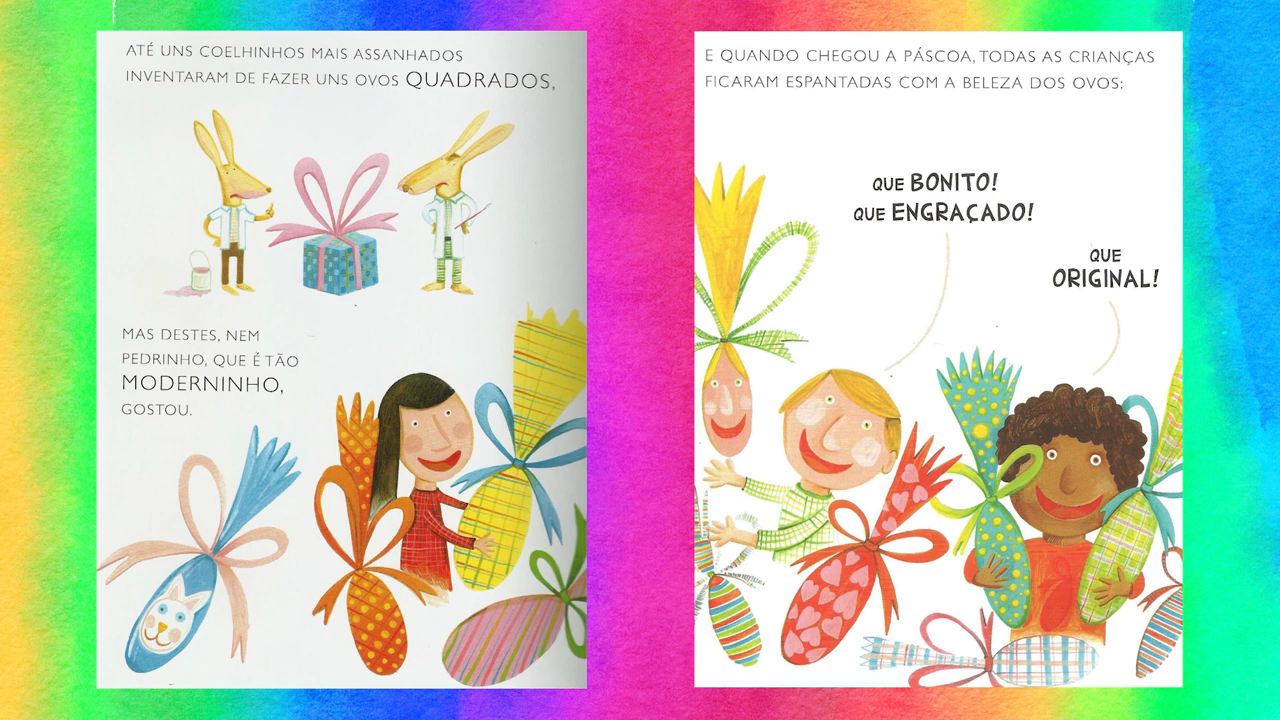 ATÉ UNS COELHINHOS MAIS ASSANHADOS
INVENTARAM DE FAZER UNS OVOS QUADRADOS,
MAS DESTES, NEM
PEDRINHO, QUE É TÃO
MODERNINHO,
GOSTOU.
E QUANDO CHEGOU A PÁSCOA, TODAS AS CRIANÇAS
FICARAM ESPANTADAS COM A BELEZA DOS OVOS:
QUE BONITO!
QUE ENGRAÇADO!
QUE
ORIGINAL!